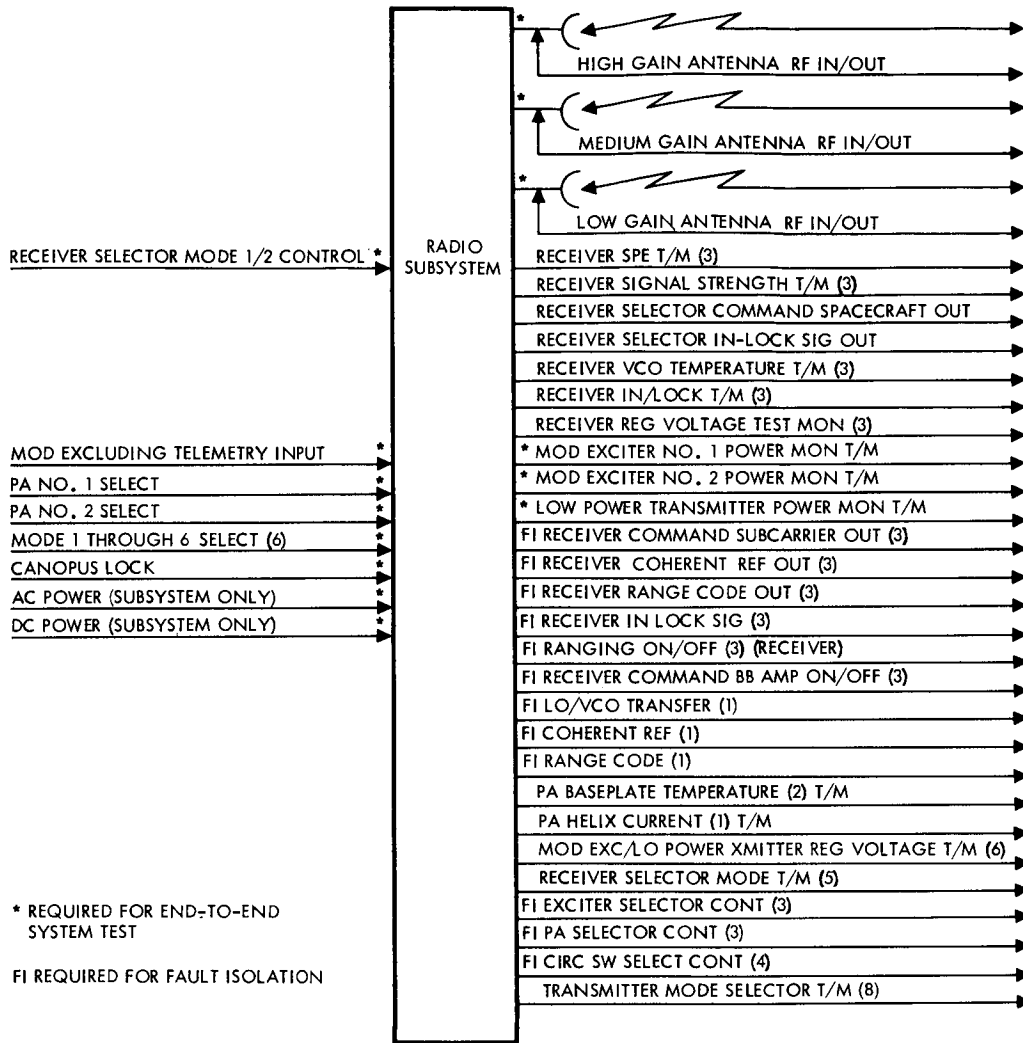 *
HIGH GAIN ANTENNA RF IN/OUT
*
MEDIUM GAIN ANTENNA RF IN/OUT
*
LOW GAIN ANTENNA RF IN/OUT
RECEIVER SELECTOR MODE 1/2 CONTROL *
MOD EXCLUDING TELEMETRY INPUT *
PA NO. 1 SELECT *
PA NO. 2 SELECT *
MODE 1 THROUGH 6 SELECT (6) *
CANOPUS LOCK *
AC POWER (SUBSYSTEM ONLY) *
DC POWER (SUBSYSTEM ONLY) *
RADIO
SUBSYSTEM
RECEIVER SPE T/M (3)
RECEIVER SIGNAL STRENGTH T/M (3)
RECEIVER SELECTOR COMMAND SPACECRAFT OUT
RECEIVER SELECTOR IN-LOCK SIG OUT
RECEIVER VCO TEMPERATURE T/M (3)
RECEIVER IN/LOCK T/M (3)
RECEIVER REG VOLTAGE TEST MON (3)
* MOD EXCITER NO. 1 POWER MON T/M
* MOD EXCITER NO. 2 POWER MON T/M
* LOW POWER TRANSMITTER POWER MON T/M
FI RECEIVER COMMAND SUBCARRIER OUT (3)
FI RECEIVER COHERENT REF OUT (3)
FI RECEIVER RANGE CODE OUT (3)
FI RECEIVER IN LOCK SIG (3)
FI RANGING ON/OFF (3) (RECEIVER)
FI RECEIVER COMMAND BB AMP ON/OFF (3)
FI LO/VCO TRANSFER (1)
FI COHERENT REF (1)
FI RANGE CODE (1)
PA BASEPLATE TEMPERATURE (2) T/M
PA HELIX CURRENT (1) T/M
MOD EXC/LO POWER XMITTER REG VOLTAGE T/M (6)
RECEIVER SELECTOR MODE T/M (5)
FI EXCITER SELECTOR CONT (3)
FI PA SELECTOR CONT (3)
FI CIRC SW SELECT CONT (4)
TRANSMITTER MODE SELECTOR T/M (8)
* REQUIRED FOR END-TO-END
SYSTEM TEST
FI REQUIRED FOR FAULT ISOLATION